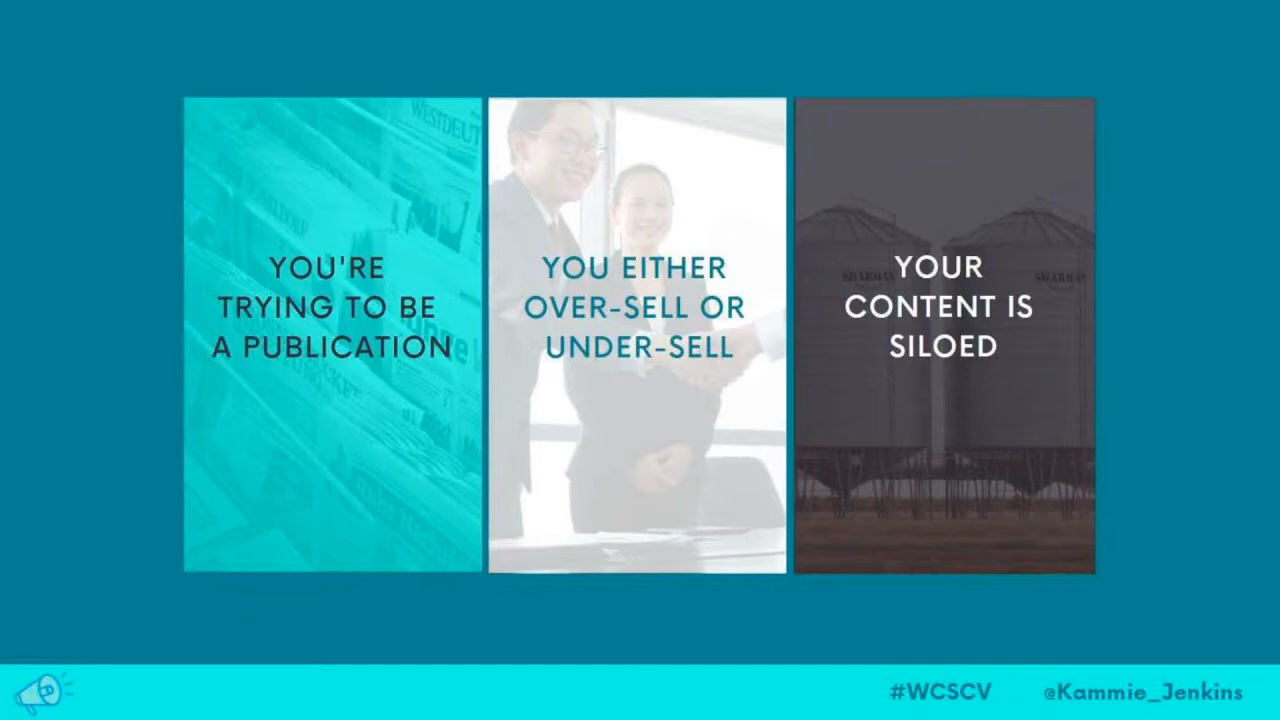 YOU'RE
TRYING TO BE
A PUBLICATION
YOU EITHER
OVER-SELL OR
UNDER-SELL
YOUR
CONTENT IS
SILOED
WESTDEUT
#WCSCV
@Kammie_Jenkins